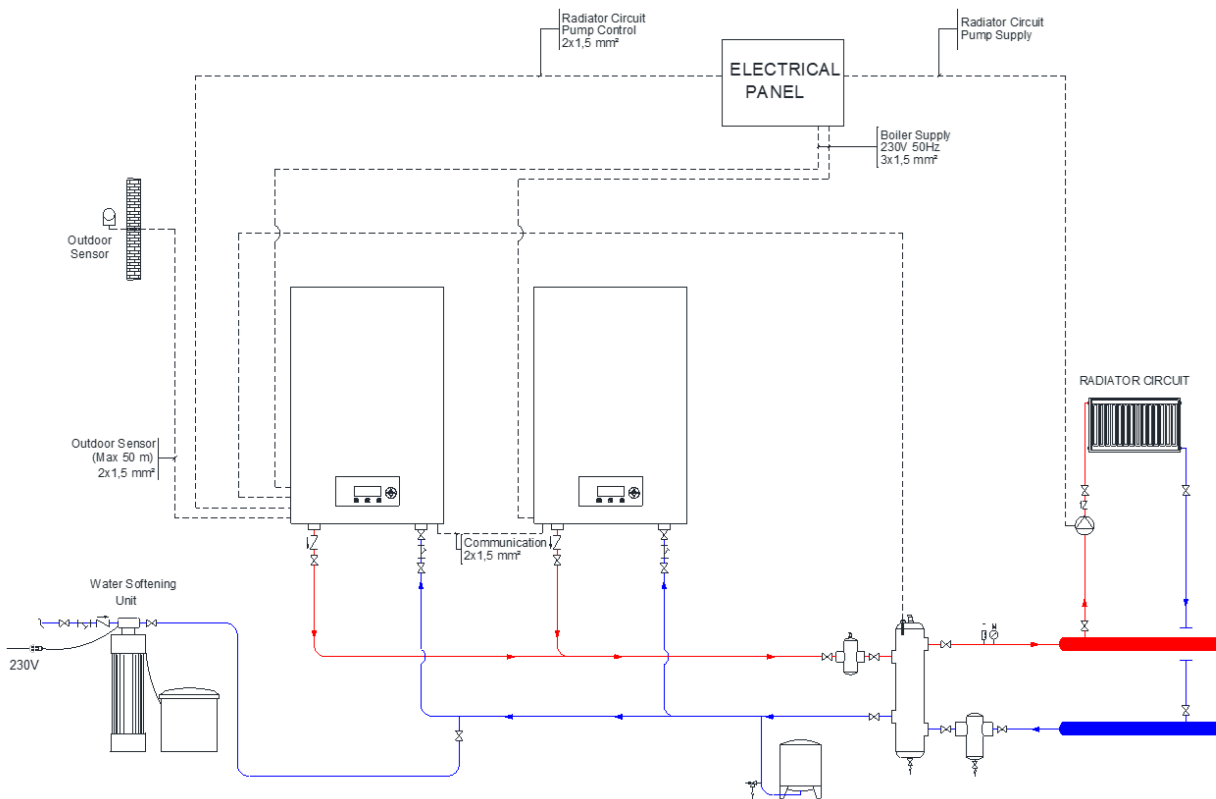 Radiator Circuit
Pump Control
2x1,5 mm²
Radiator Circuit
Pump Supply
ELECTRICAL
PANEL
Boiler Supply
230V 50Hz
3x1,5 mm²
Outdoor
Sensor
RADIATOR CIRCUIT
Outdoor Sensor
(Max 50 m)
2x1,5 mm²
Communication
2x1,5 mm²
Water Softening
Unit
230V